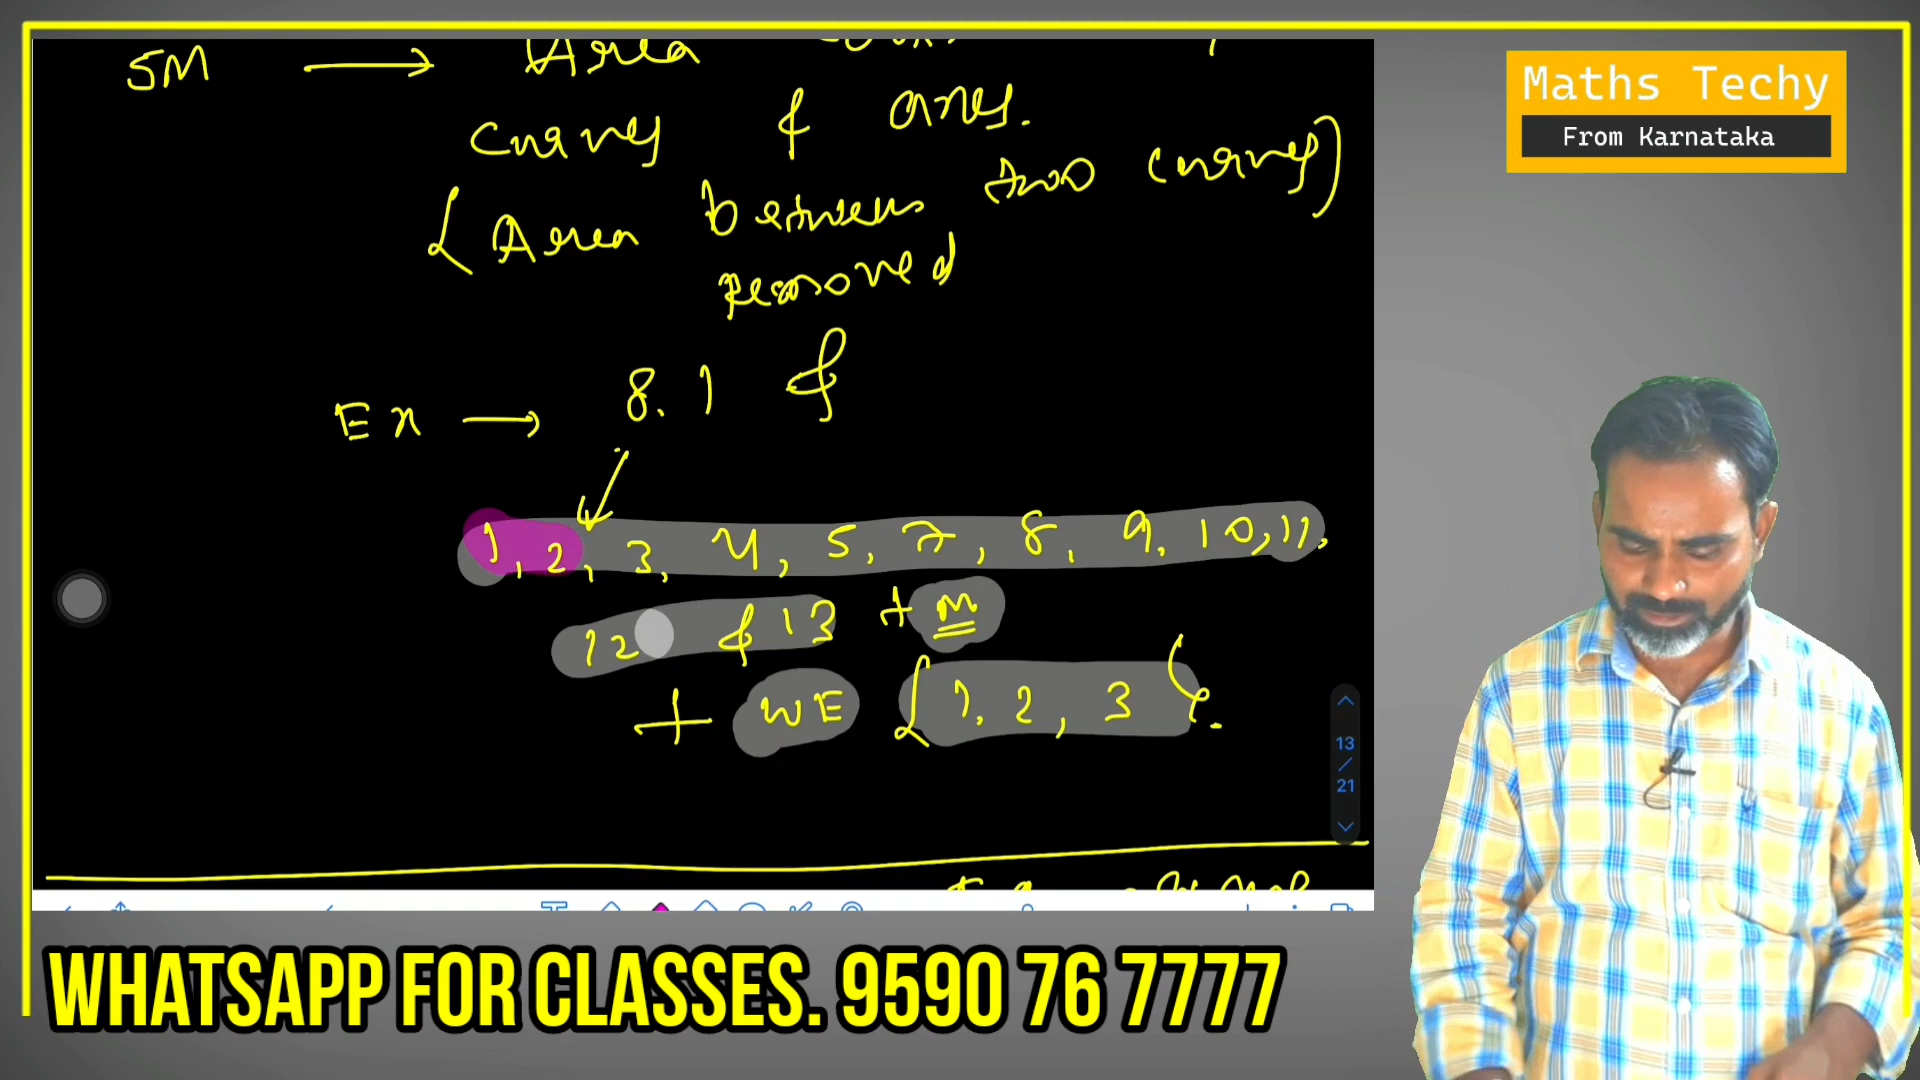 5M → Area
curves & axes.
(Area between two curves)
removed
Ex → 8.1 &
1, 2, 3, 4, 5, 7, 8, 9, 10, 11,
12 & 13 + M
+ WE (1, 2, 3).
13
/
21
Maths Techy
From Karnataka
WHATSAPP FOR CLASSES. 9590 76 7777